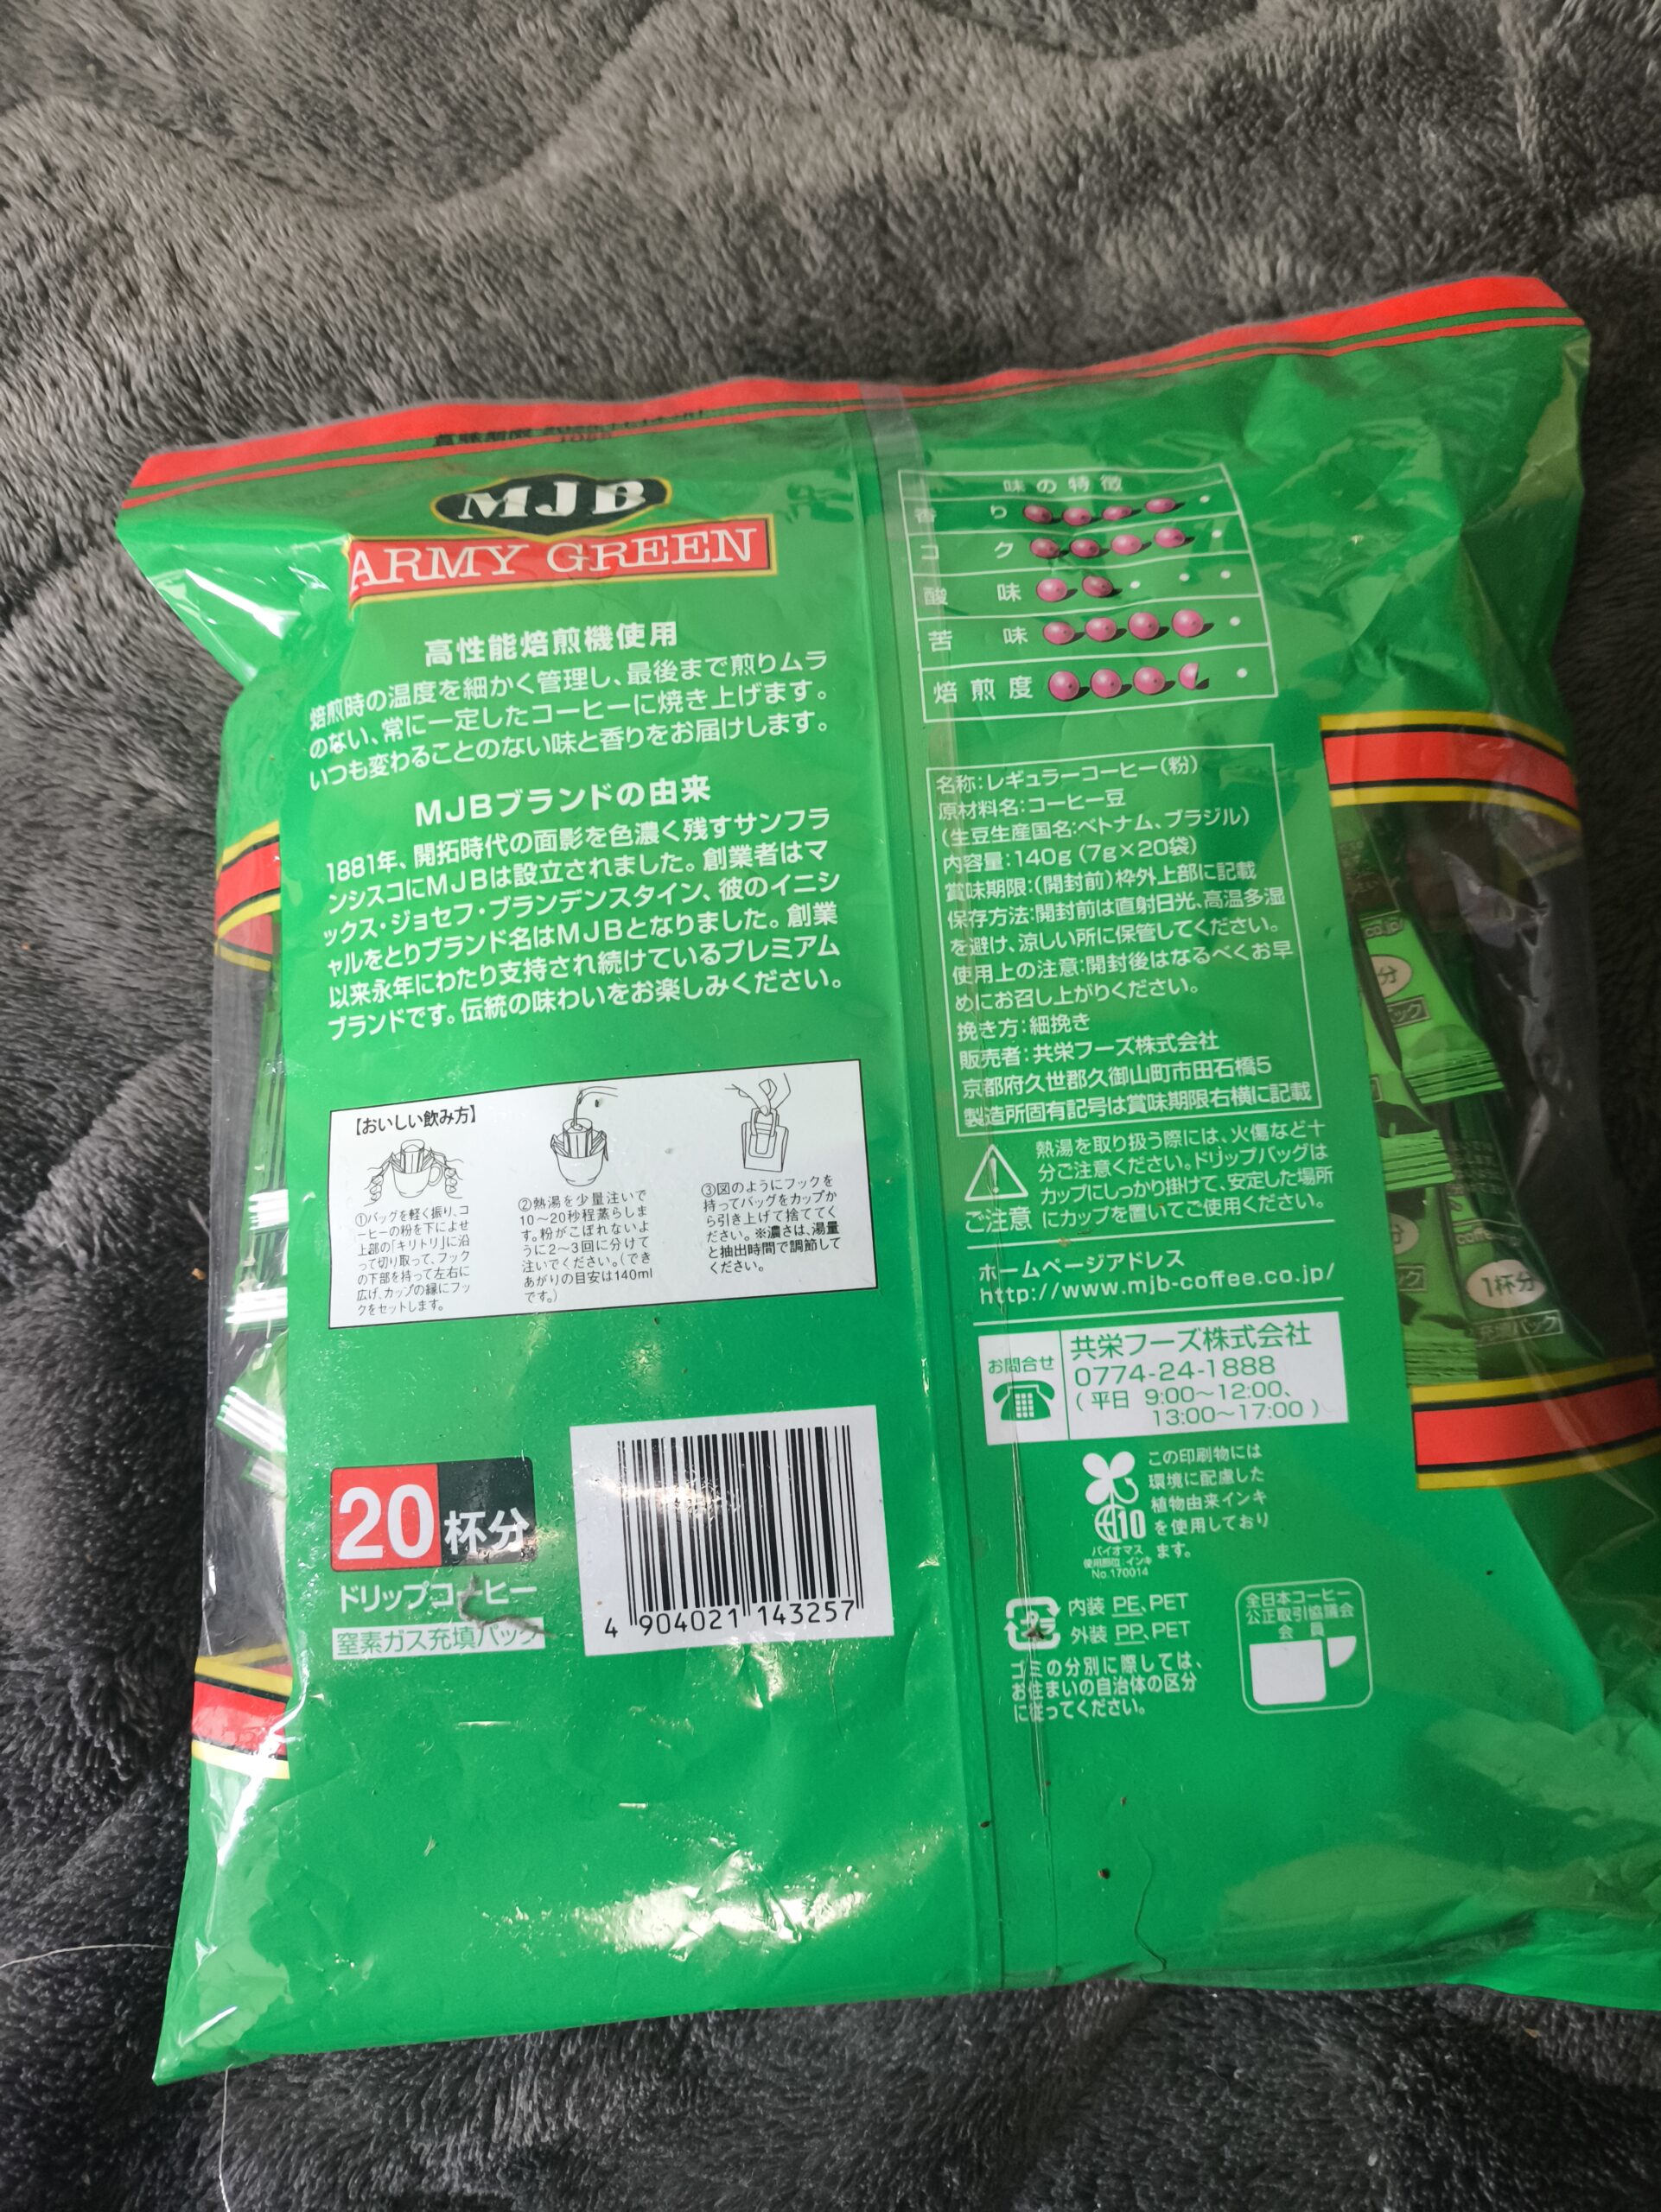 賞味期限
MJB
ARMY GREEN
高性能焙煎機使用
焙煎時の温度を細かく管理し、最後まで煎りムラ
のない、常に一定したコーヒーに焼き上げます。
いつも変わることのない味と香りをお届けします。
MJBブランドの由来
1881年、開拓時代の面影を色濃く残すサンフラ
ンシスコにMJBは設立されました。創業者はマ
ックス・ジョセフ・ブランデンスタイン、彼のイニシ
ャルをとりブランド名はMJBとなりました。創業
以来永年にわたり支持され続けているプレミアム
ブランドです。伝統の味わいをお楽しみください。
【おいしい飲み方】
①バッグを軽く振り、コ
ーヒーの粉を下によせ
上部の「キリトリ」に沿
って切り取って、フック
の下部を持って左右に
広げ、カップの縁にフッ
クをセットします。
②熱湯を少量注いで
10〜20秒程蒸らしま
す。粉がこぼれないよ
うに2〜3回に分けて
注いでください。(でき
あがりの目安は140ml
です。)
③図のようにフックを
持ってバッグをカップか
ら引き上げて捨ててく
ださい。※濃さは、湯量
と抽出時間で調節して
ください。
20杯分
ドリップコーヒー
窒素ガス充填パック
4 904021 143257
味の特徴
香り
コク
酸味
苦味
焙煎度
名称:レギュラーコーヒー(粉)
原材料名:コーヒー豆
(生豆生産国名:ベトナム、ブラジル)
内容量:140g(7g×20袋)
賞味期限:(開封前)枠外上部に記載
保存方法:開封前は直射日光、高温多湿
を避け、涼しい所に保管してください。
使用上の注意:開封後はなるべくお早
めにお召し上がりください。
挽き方:細挽き
販売者:共栄フーズ株式会社
京都府久世郡久御山町市田石橋5
製造所固有記号は賞味期限右横に記載
熱湯を取り扱う際には、火傷など十
分ご注意ください。ドリップバッグは
カップにしっかり掛けて、安定した場所
にカップを置いてご使用ください。
ご注意
ホームページアドレス
http://www.mjb-coffee.co.jp/
お問合せ
共栄フーズ株式会社
0774-24-1888
(平日 9:00〜12:00、
13:00〜17:00)
この印刷物には
環境に配慮した
植物由来インキ
を使用しており
ます。
10
バイオマス
使用部位:インキ
No.170014
内装 PE、PET
外装 PP、PET
ゴミの分別に際しては、
お住まいの自治体の区分
に従ってください。
全日本コーヒー
公正取引協議会
会員
co.jp/
分
ック
1杯分
充填パック